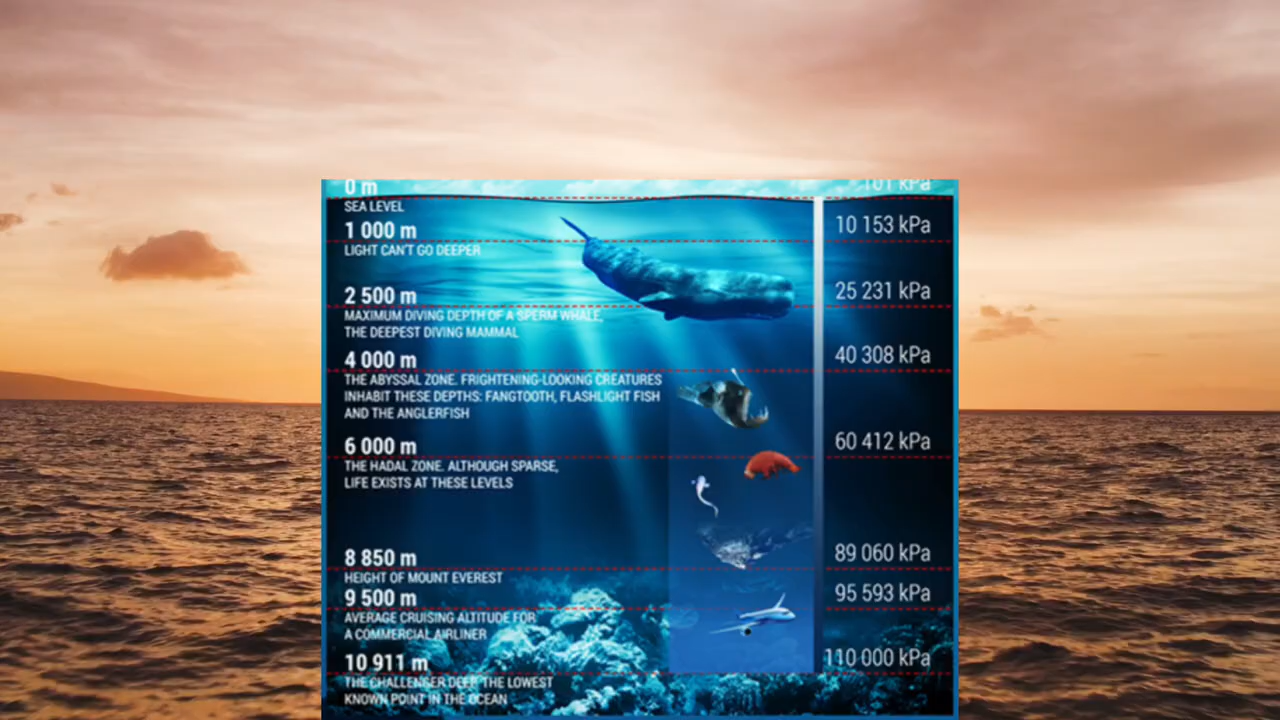 0 m
101 kPa
SEA LEVEL
1 000 m
10 153 kPa
LIGHT CAN'T GO DEEPER
2 500 m
25 231 kPa
MAXIMUM DIVING DEPTH OF A SPERM WHALE,
THE DEEPEST DIVING MAMMAL
4 000 m
40 308 kPa
THE ABYSSAL ZONE. FRIGHTENING-LOOKING CREATURES
INHABIT THESE DEPTHS: FANGTOOTH, FLASHLIGHT FISH
AND THE ANGLERFISH
6 000 m
60 412 kPa
THE HADAL ZONE. ALTHOUGH SPARSE,
LIFE EXISTS AT THESE LEVELS
8 850 m
89 060 kPa
HEIGHT OF MOUNT EVEREST
9 500 m
95 593 kPa
AVERAGE CRUISING ALTITUDE FOR
A COMMERCIAL AIRLINER
10 911 m
110 000 kPa
THE CHALLENGER DEEP. THE LOWEST
KNOWN POINT IN THE OCEAN